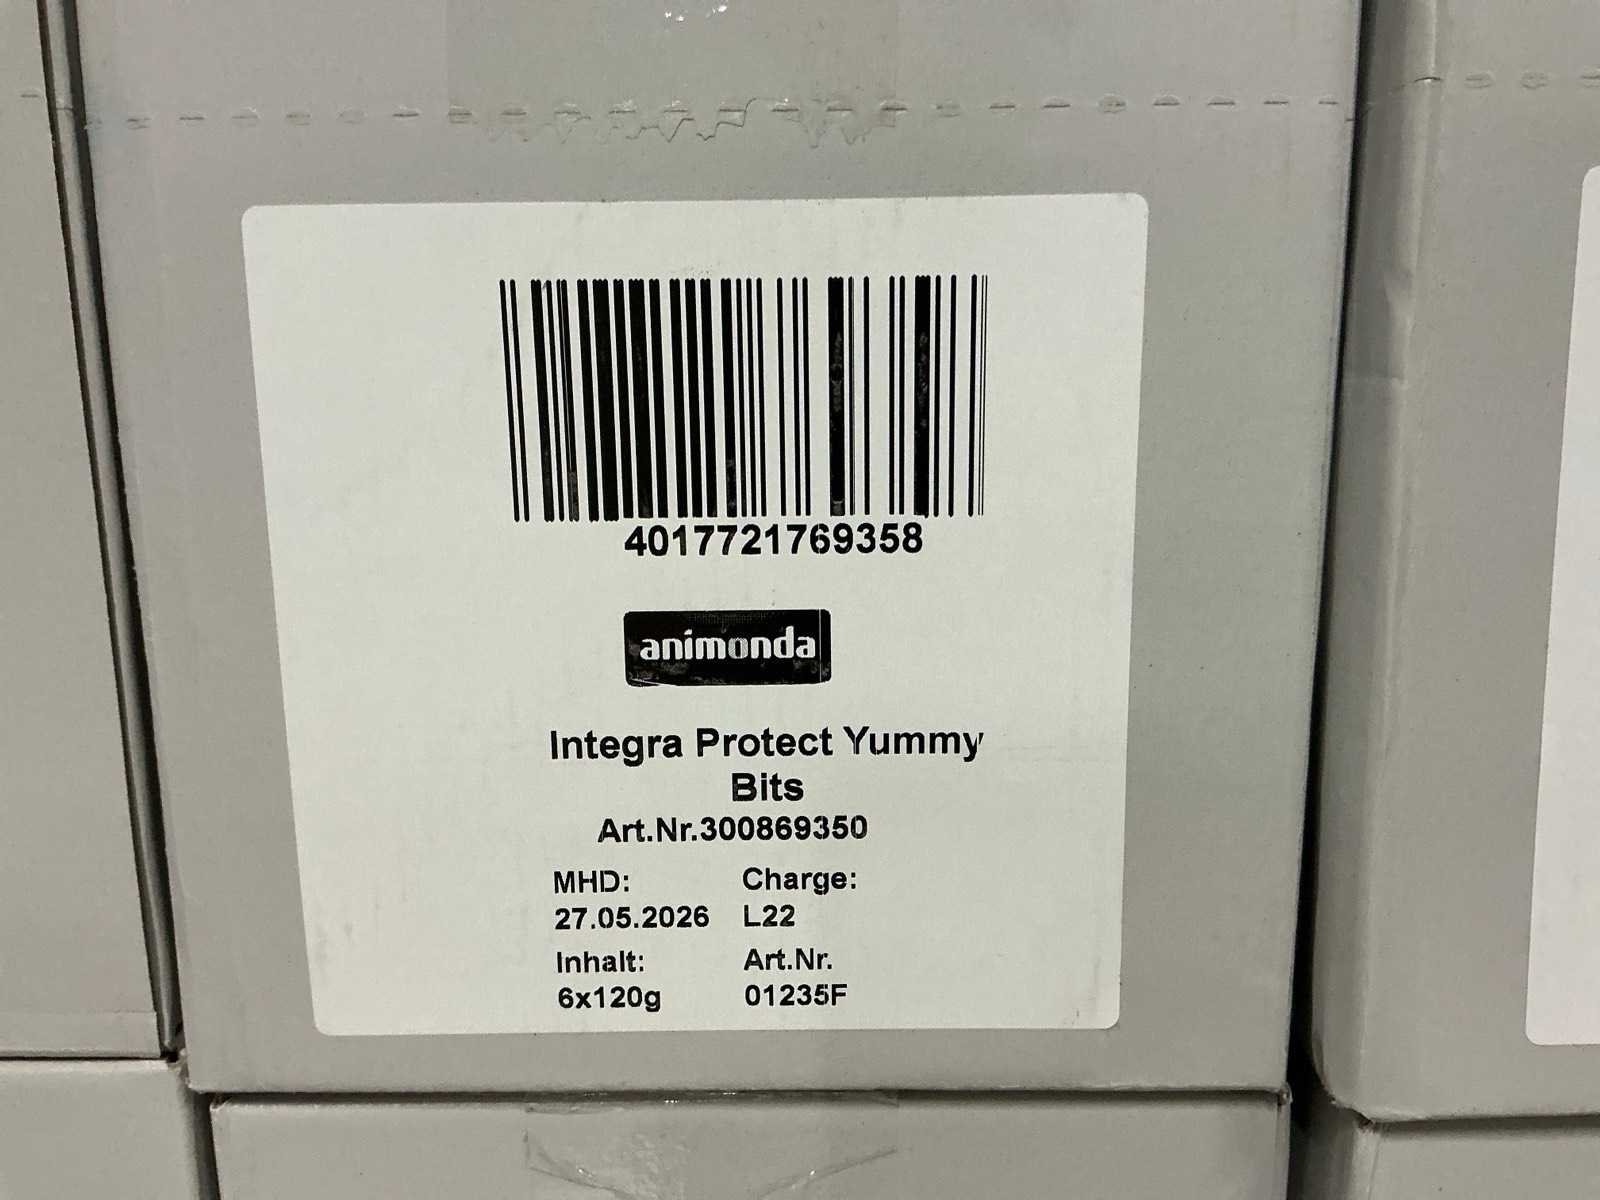 4017721769358
animonda
Integra Protect Yummy
Bits
Art.Nr.300869350
MHD: Charge:
27.05.2026 L22
Inhalt: Art.Nr.
6x120g 01235F